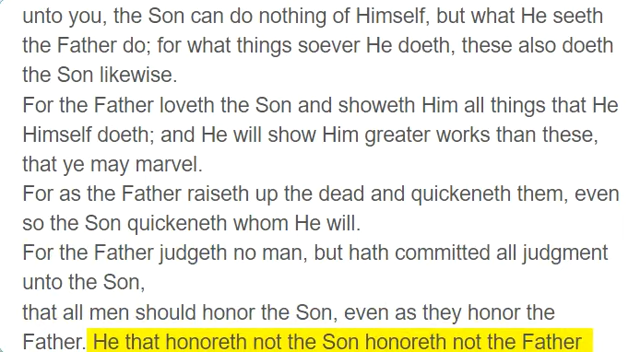 unto you, the Son can do nothing of Himself, but what He seeth
the Father do; for what things soever He doeth, these also doeth
the Son likewise.
For the Father loveth the Son and showeth Him all things that He
Himself doeth; and He will show Him greater works than these,
that ye may marvel.
For as the Father raiseth up the dead and quickeneth them, even
so the Son quickeneth whom He will.
For the Father judgeth no man, but hath committed all judgment
unto the Son,
that all men should honor the Son, even as they honor the
Father. He that honoreth not the Son honoreth not the Father